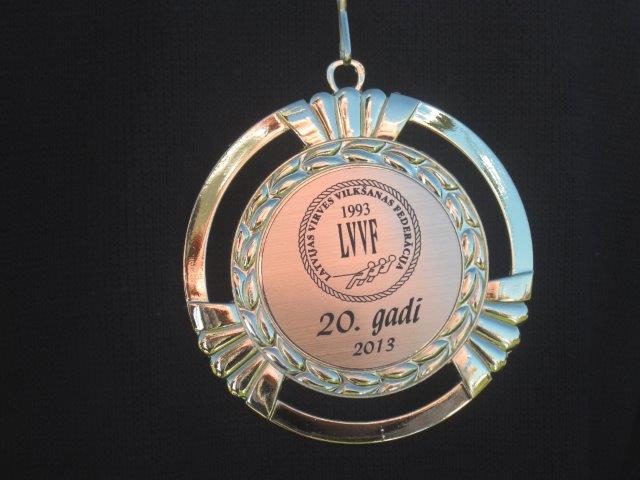 LATVIJAS VIRVES VILKŠANAS FEDERĀCIJA
1993
LVVF
20. gadi
2013